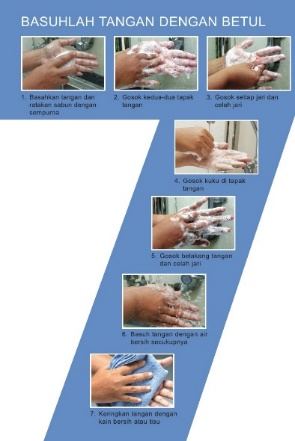 BASUHLAH TANGAN DENGAN BETUL
1. Basahkan tangan dan
ratakan sabun dengan
sempurna
2. Gosok kedua-dua tapak
tangan
3. Gosok setiap jari dan
celah jari
4. Gosok kuku di tapak
tangan
5. Gosok belakang tangan
dan celah jari
6. Basuh tangan dengan air
bersih secukupnya
7. Keringkan tangan dengan
kain bersih atau tisu